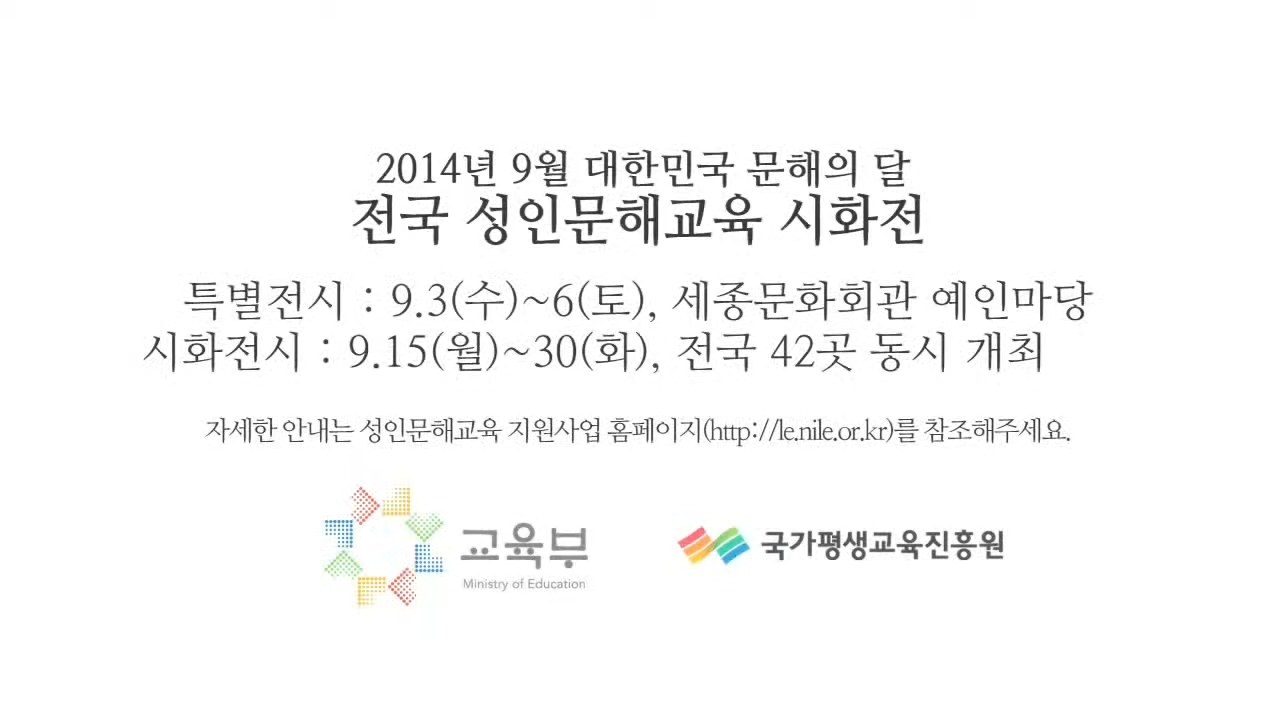 2014년 9월 대한민국 문해의 달
전국 성인문해교육 시화전
특별전시 : 9.3(수)~6(토), 세종문화회관 예인마당
시화전시 : 9.15(월)~30(화), 전국 42곳 동시 개최
자세한 안내는 성인문해교육 지원사업 홈페이지(http://le.nile.or.kr)를 참조해주세요.
교육부
Ministry of Education
국가평생교육진흥원